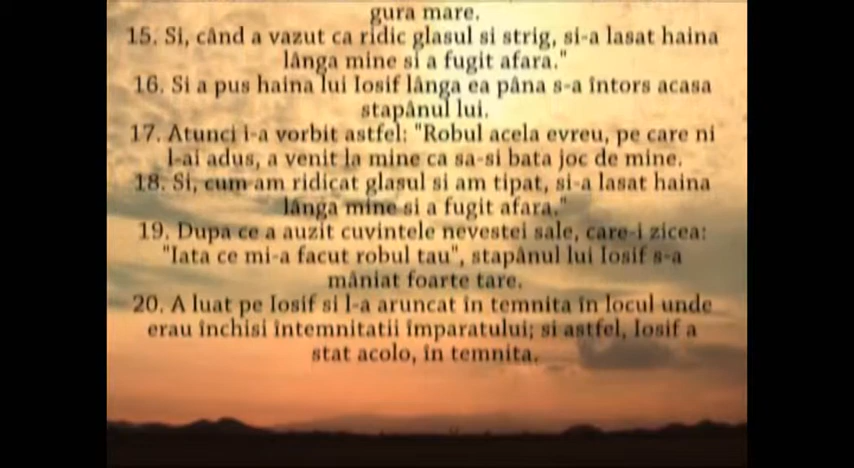 gura mare.
15. Si, când a vazut ca ridic glasul si strig, si-a lasat haina
lânga mine si a fugit afara."
16. Si a pus haina lui Iosif lânga ea pâna s-a întors acasa
stapânul lui.
17. Atunci i-a vorbit astfel: "Robul acela evreu, pe care ni
l-ai adus, a venit la mine ca sa-si bata joc de mine.
18. Si, cum am ridicat glasul si am tipat, si-a lasat haina
lânga mine si a fugit afara."
19. Dupa ce a auzit cuvintele nevestei sale, care-i zicea:
"Iata ce mi-a facut robul tau", stapânul lui Iosif s-a
mâniat foarte tare.
20. A luat pe Iosif si l-a aruncat în temnita în locul unde
erau închisi întemnitatii împaratului; si astfel, Iosif a
stat acolo, în temnita.